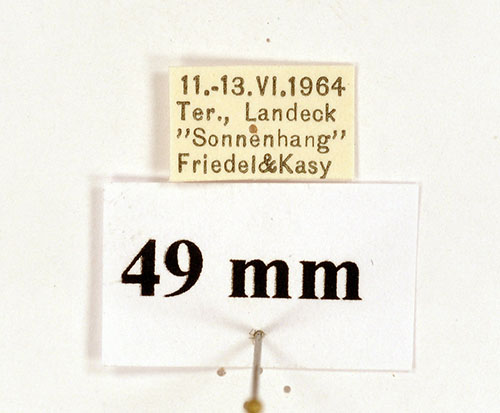 11.-13.VI.1964
Ter., Landeck
"Sonnenhang"
Friedel&Kasy
49 mm